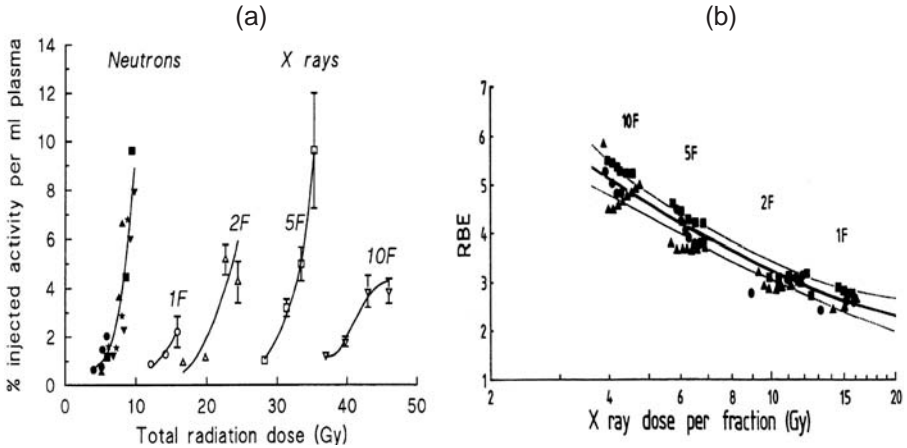 (a)
(b)
% injected activity per ml plasma
14
12
10
8
6
4
2
0
Neutrons
X rays
1F
2F
5F
10F
0 10 20 30 40 50
Total radiation dose (Gy)
RBE
7
6
5
4
3
2
1
10F
5F
2F
1F
2 4 6 8 10 15 20
X ray dose per fraction (Gy)